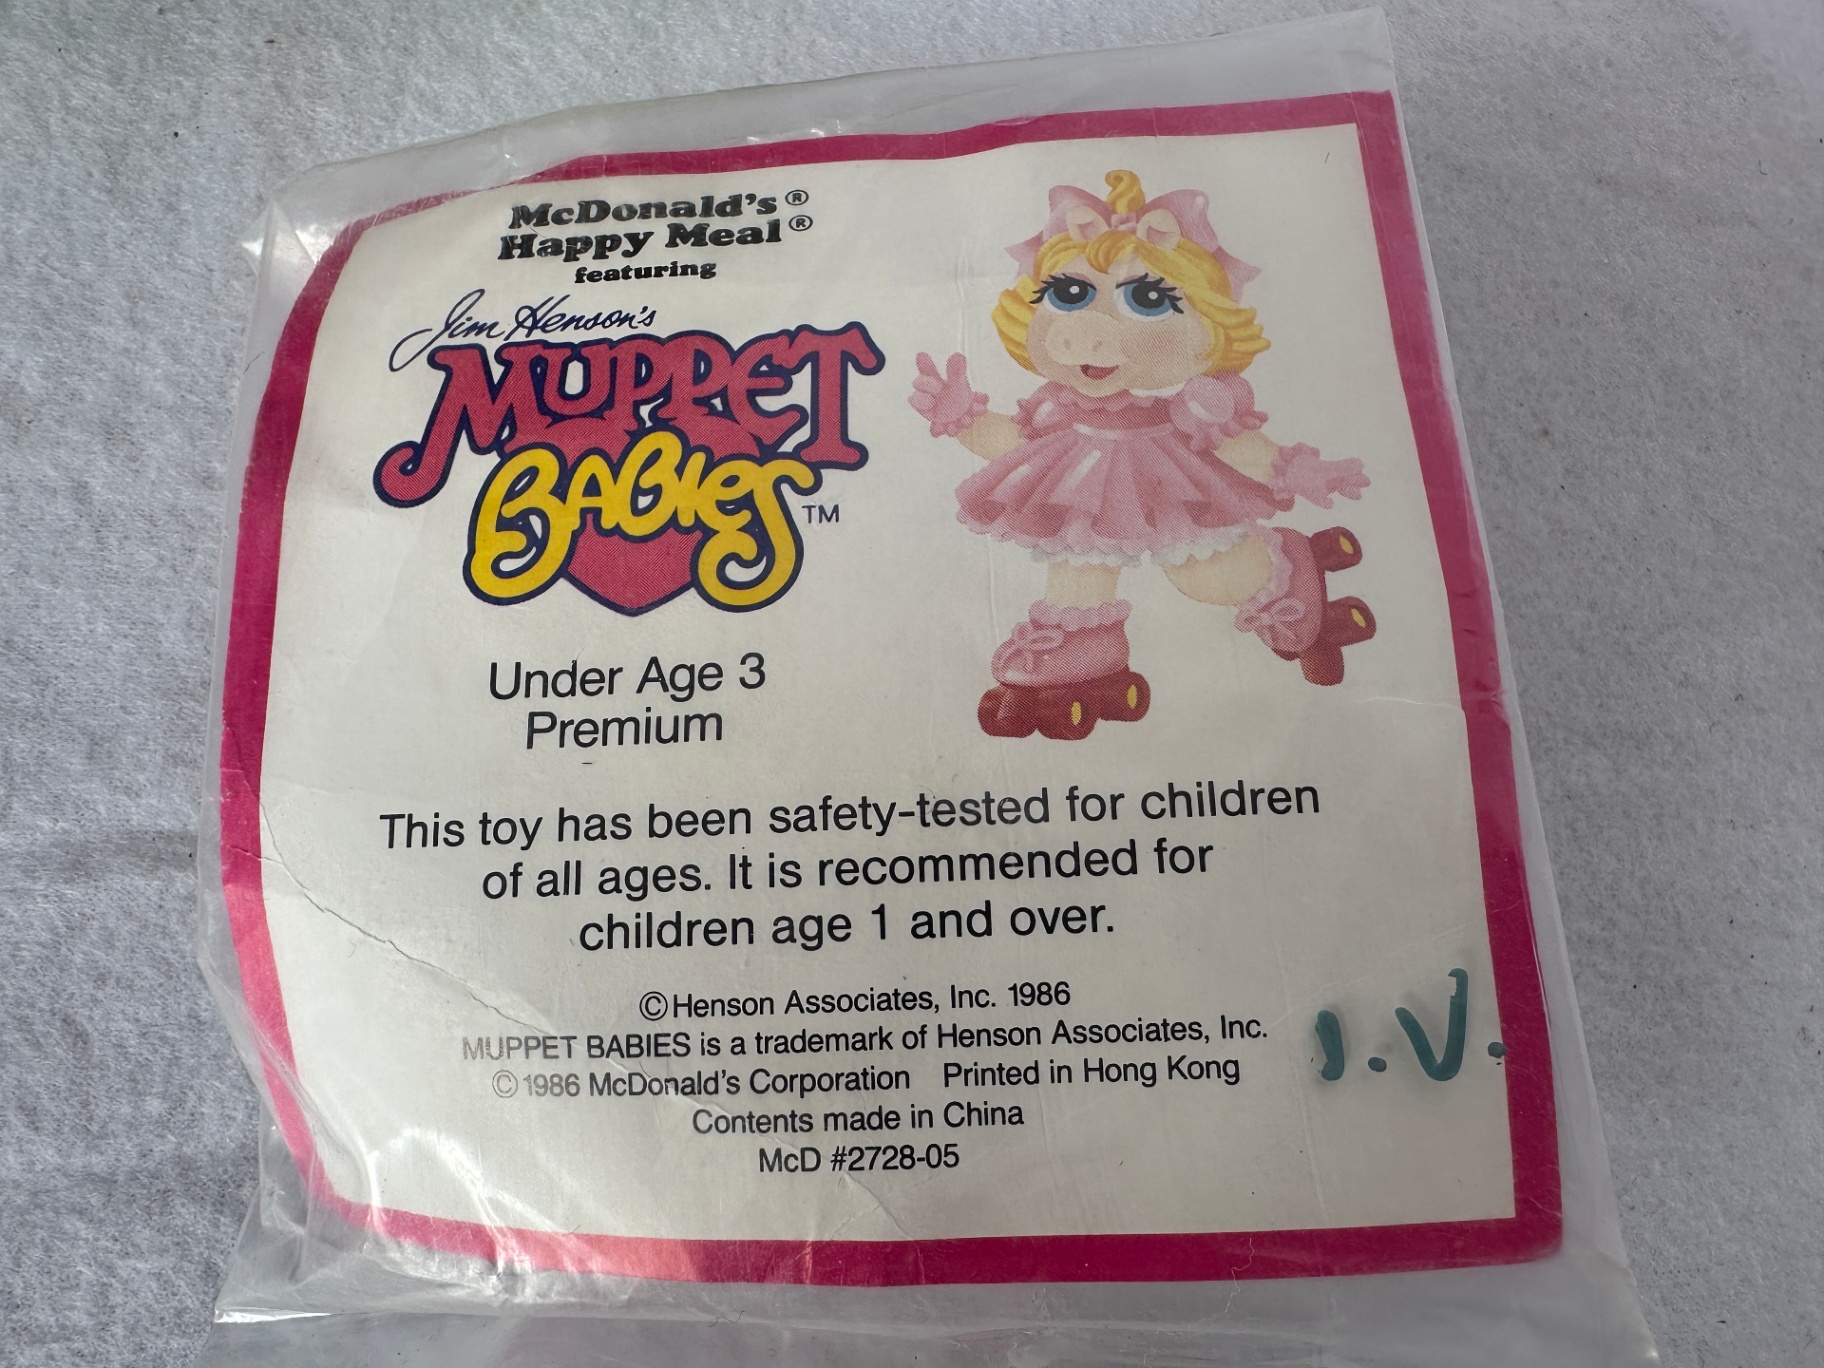 McDonald's®
Happy Meal®
featuring
Jim Henson's
MUPPET
BABIES™
Under Age 3
Premium
This toy has been safety-tested for children
of all ages. It is recommended for
children age 1 and over.
©Henson Associates, Inc. 1986
MUPPET BABIES is a trademark of Henson Associates, Inc.
©1986 McDonald's Corporation Printed in Hong Kong
Contents made in China
McD #2728-05